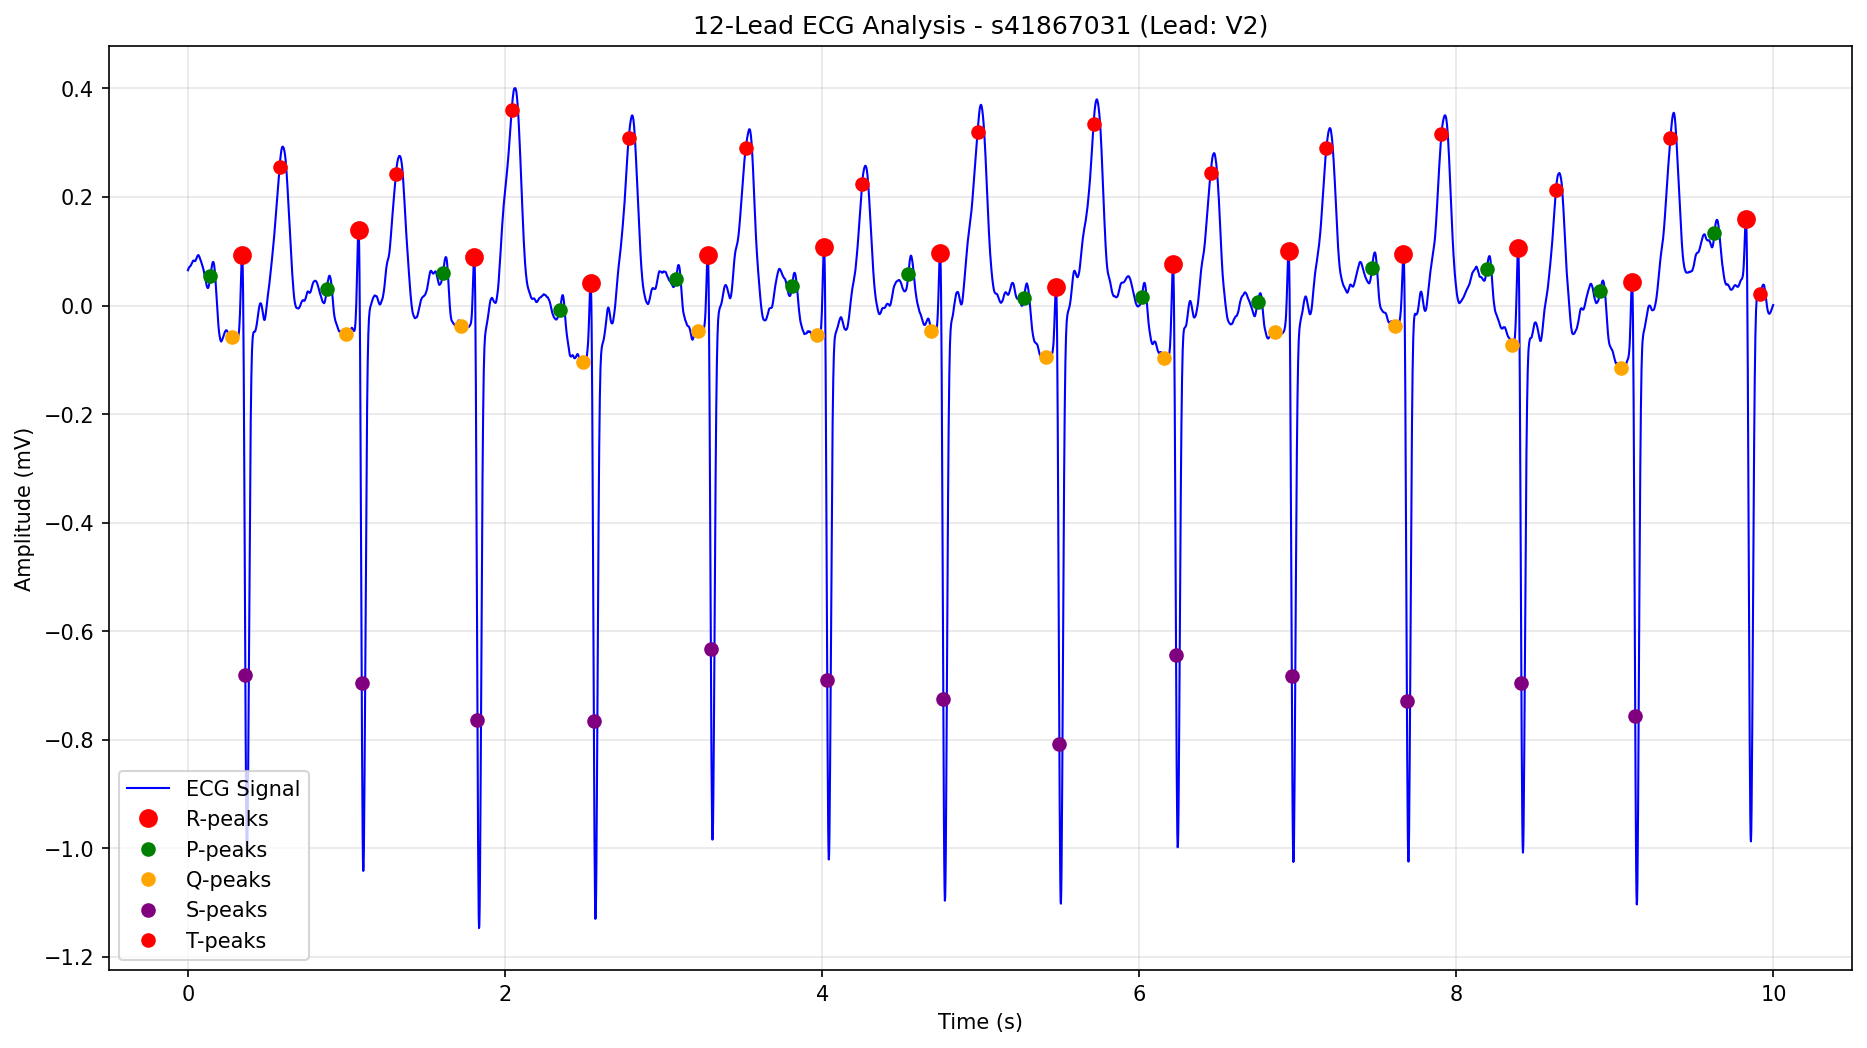 12-Lead ECG Analysis - s41867031 (Lead: V2)
Amplitude (mV)
0.4
0.2
0.0
−0.2
−0.4
−0.6
−0.8
−1.0
−1.2
ECG Signal
R-peaks
P-peaks
Q-peaks
S-peaks
T-peaks
0 2 4 6 8 10
Time (s)